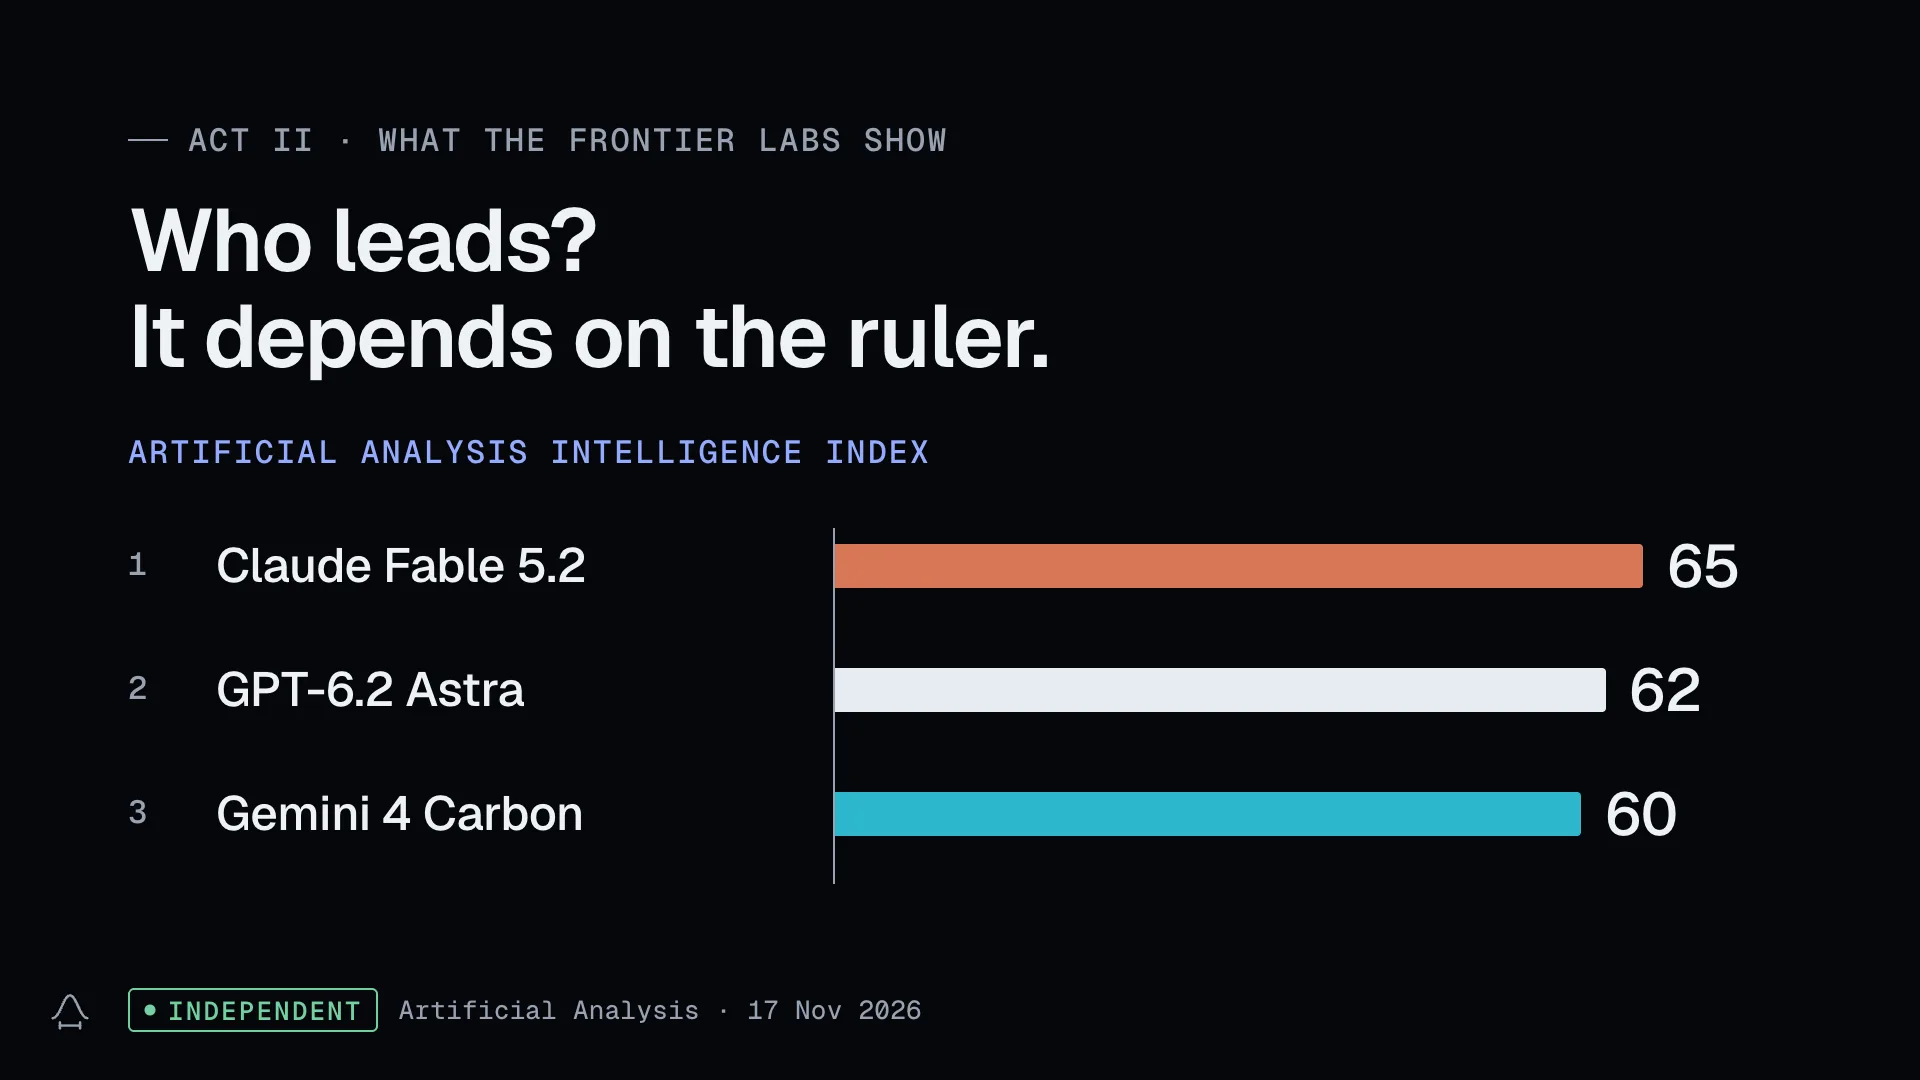 ACT II · WHAT THE FRONTIER LABS SHOW
Who leads?
It depends on the ruler.
ARTIFICIAL ANALYSIS INTELLIGENCE INDEX
1 Claude Fable 5.2 65
2 GPT-6.2 Astra 62
3 Gemini 4 Carbon 60
INDEPENDENT Artificial Analysis · 17 Nov 2026